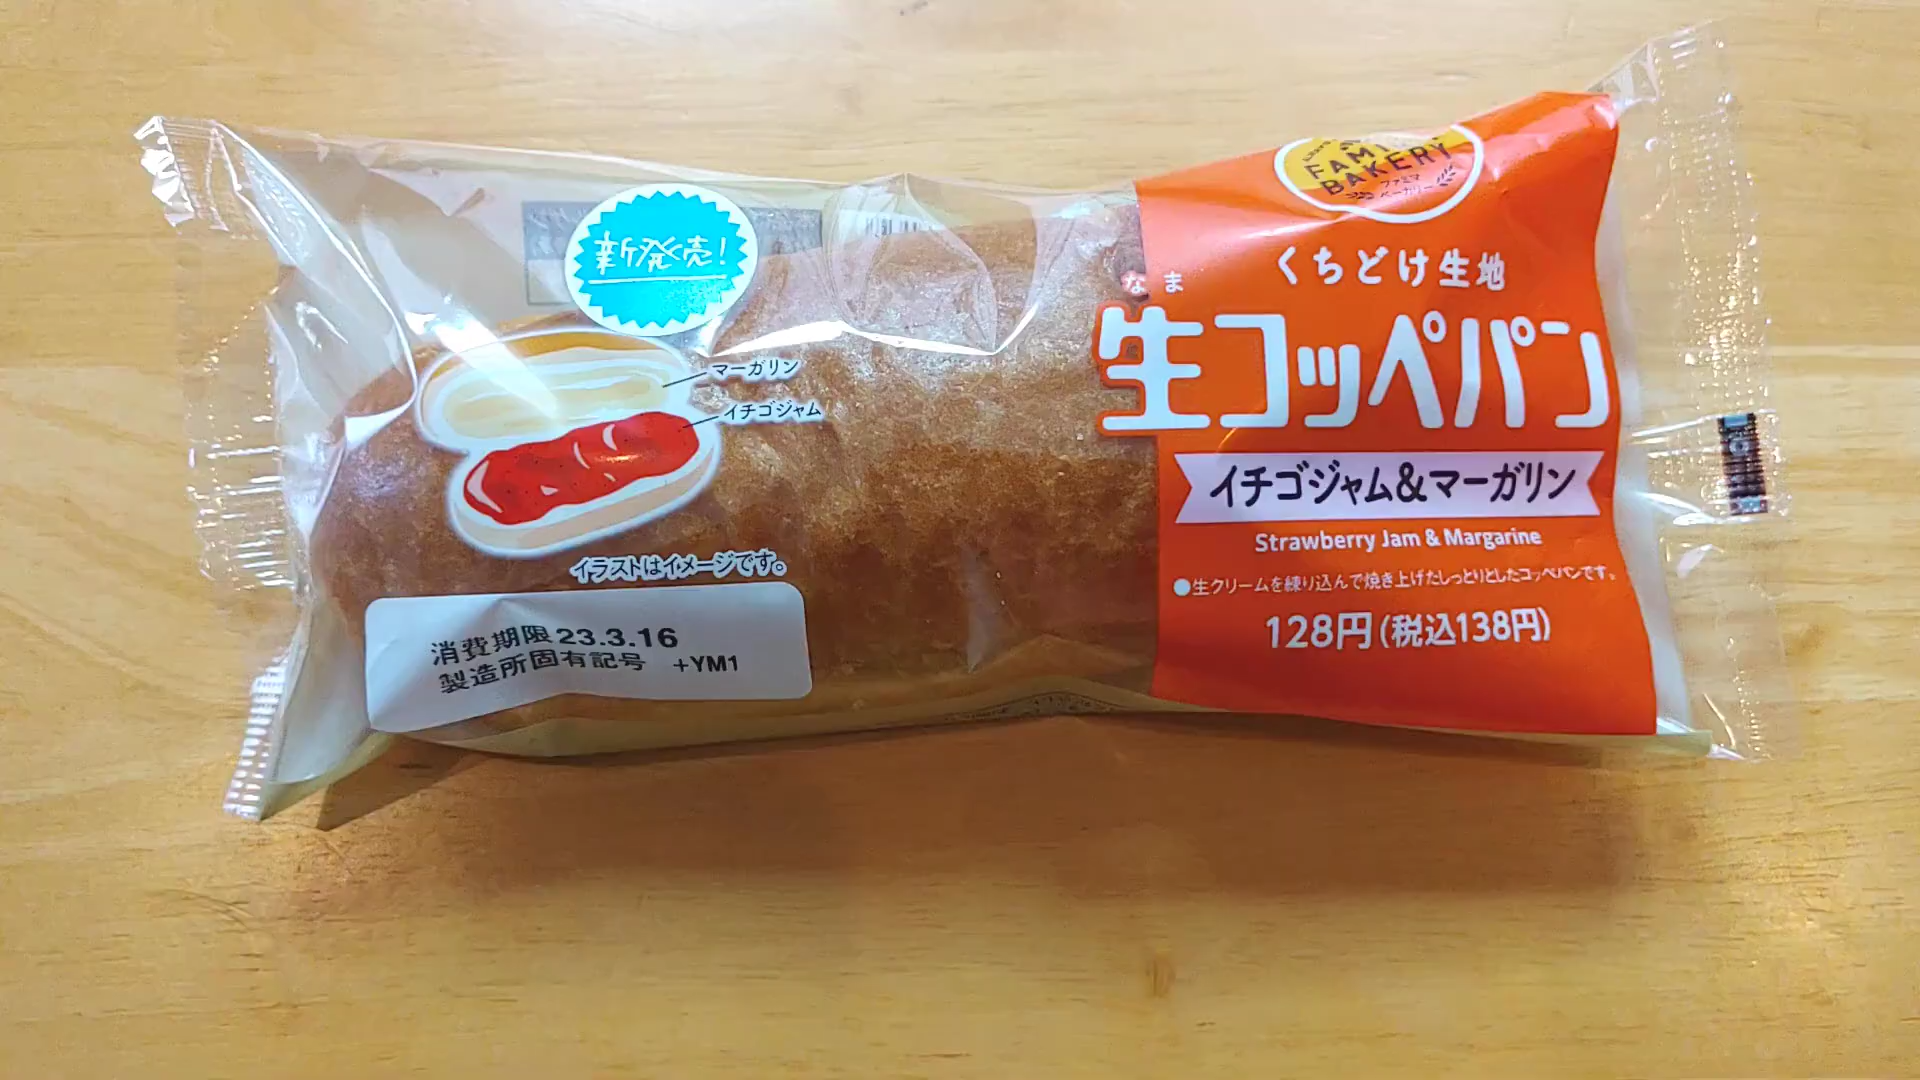 新発売!
マーガリン
イチゴジャム
イラストはイメージです。
消費期限 23.3.16
製造所固有記号 +YM1
FAMI
BAKERY
ファミマ
ベーカリー
くちどけ生地
なま
生コッペパン
イチゴジャム&マーガリン
Strawberry Jam & Margarine
●生クリームを練り込んで焼き上げたしっとりとしたコッペパンです。
128円(税込138円)